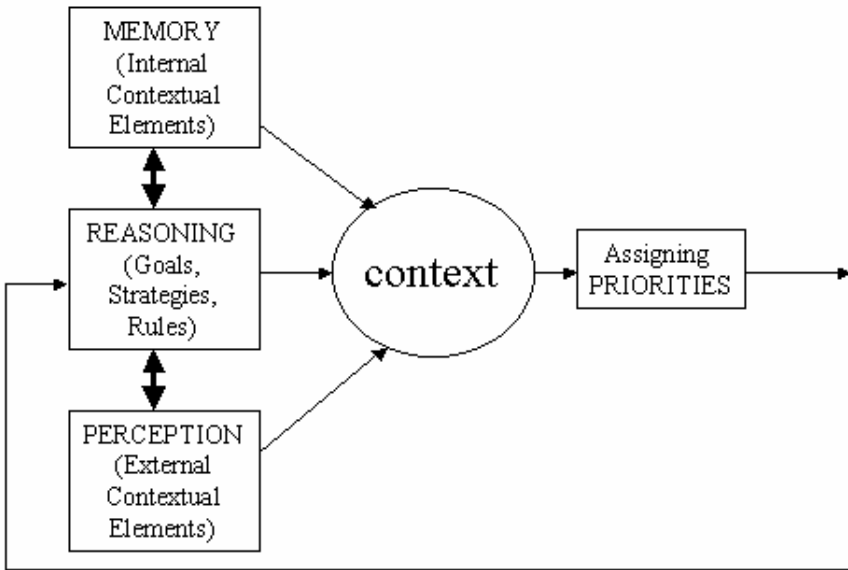 MEMORY
(Internal
Contextual
Elements)
REASONING
(Goals,
Strategies,
Rules)
PERCEPTION
(External
Contextual
Elements)
context
Assigning
PRIORITIES